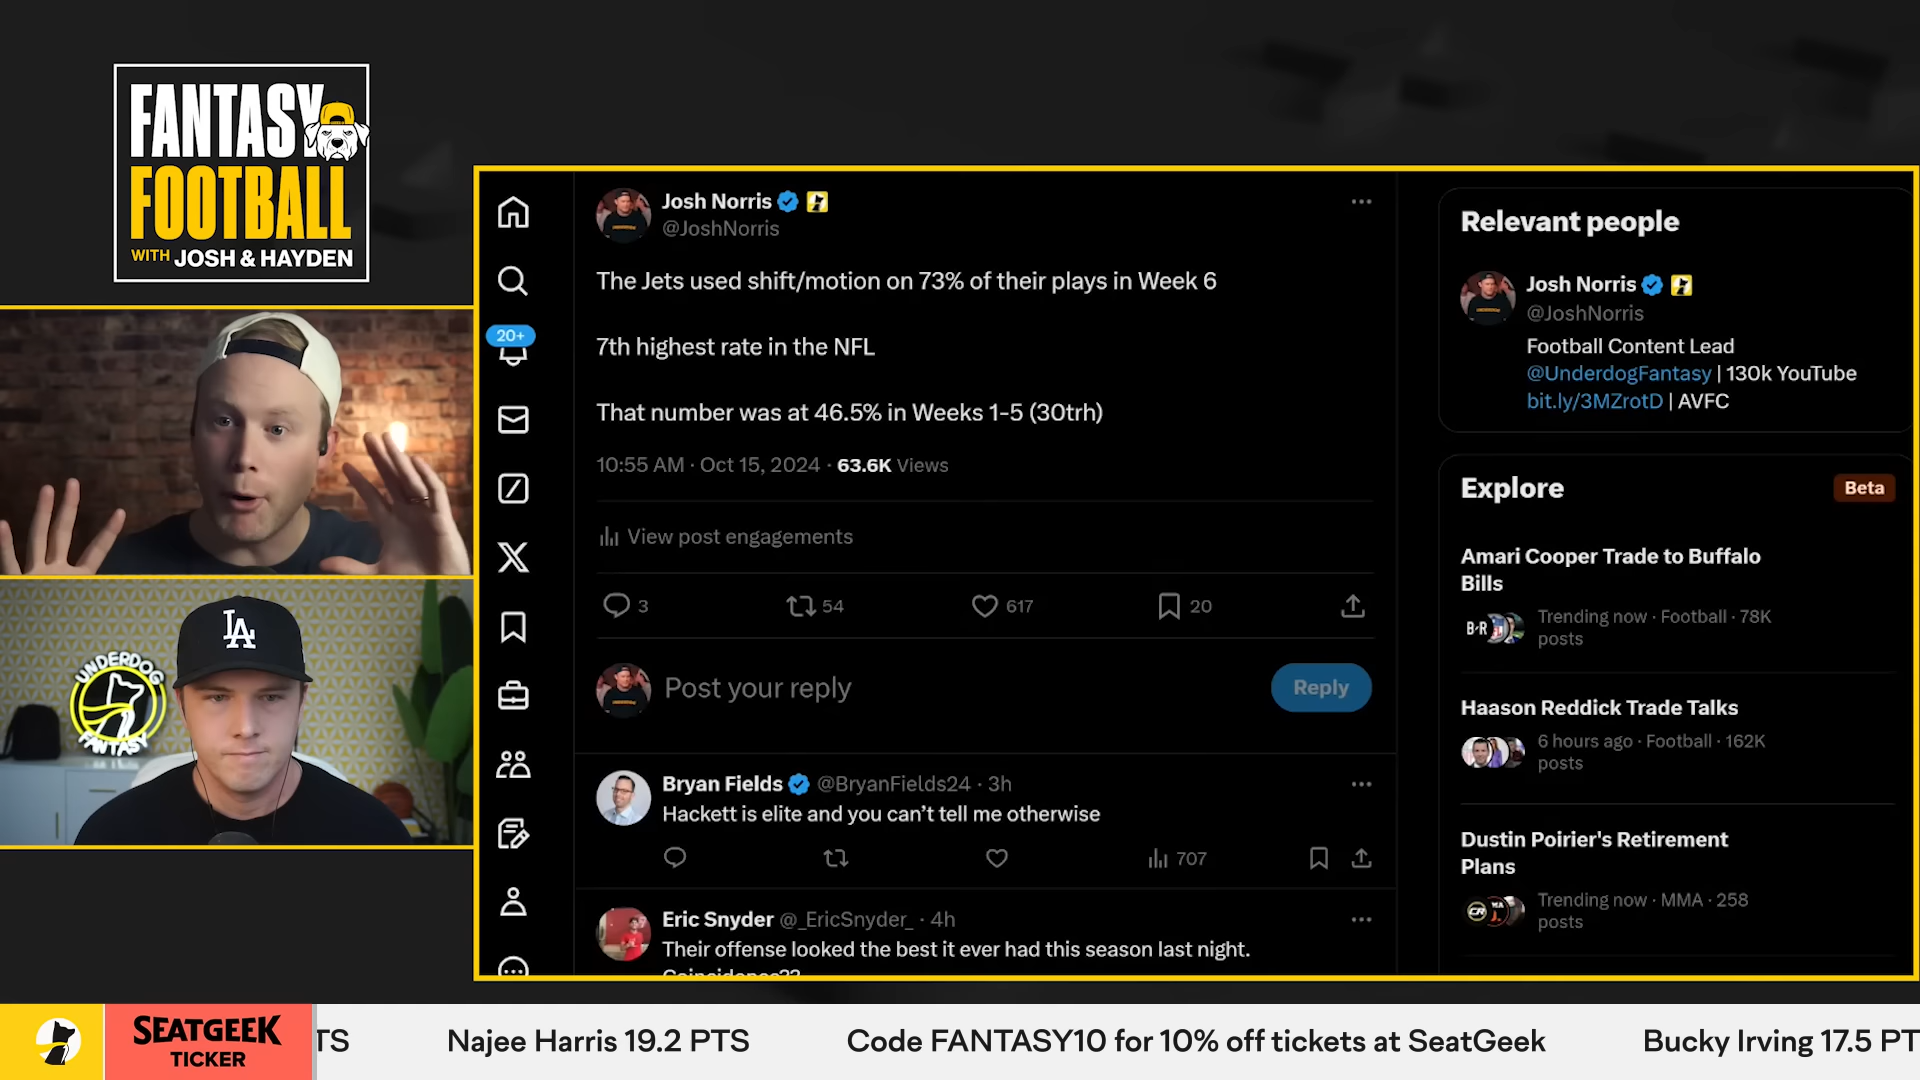 FANTASY
FOOTBALL
WITH JOSH & HAYDEN
LA
UNDERDOG
FANTASY
20+
Josh Norris
@JoshNorris
The Jets used shift/motion on 73% of their plays in Week 6
7th highest rate in the NFL
That number was at 46.5% in Weeks 1-5 (30trh)
10:55 AM · Oct 15, 2024 · 63.6K Views
View post engagements
3 54 617 20
Post your reply
Reply
Bryan Fields @BryanFields24 · 3h
Hackett is elite and you can’t tell me otherwise
707
Eric Snyder @_EricSnyder_ · 4h
Their offense looked the best it ever had this season last night.
Coincidence??
Relevant people
Josh Norris
@JoshNorris
Football Content Lead
@UnderdogFantasy | 130k YouTube
bit.ly/3MZrotD | AVFC
Explore
Beta
Amari Cooper Trade to Buffalo
Bills
B/R
Trending now · Football · 78K
posts
Haason Reddick Trade Talks
6 hours ago · Football · 162K
posts
Dustin Poirier's Retirement
Plans
Trending now · MMA · 258
posts
SEATGEEK
TICKER
TS Najee Harris 19.2 PTS Code FANTASY10 for 10% off tickets at SeatGeek Bucky Irving 17.5 PT